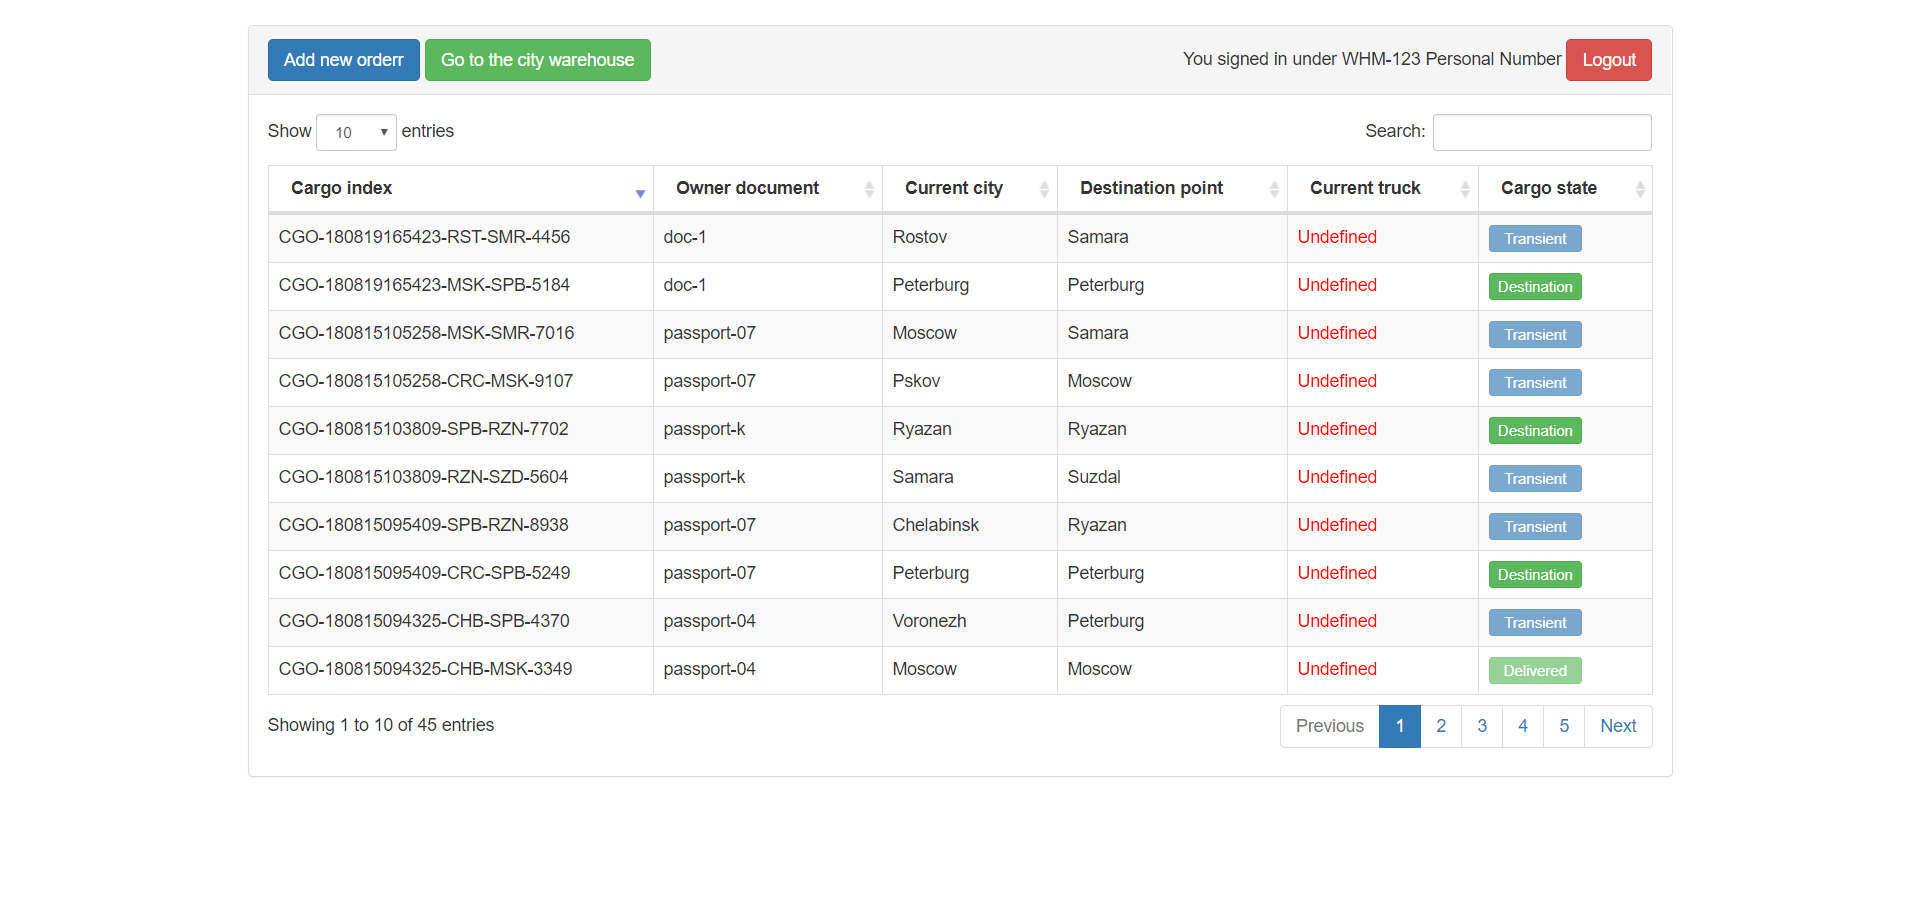 Add new orderr Go to the city warehouse You signed in under WHM-123 Personal Number Logout
Show 10 entries Search:
Cargo index Owner document Current city Destination point Current truck Cargo state
CGO-180819165423-RST-SMR-4456 doc-1 Rostov Samara Undefined Transient
CGO-180819165423-MSK-SPB-5184 doc-1 Peterburg Peterburg Undefined Destination
CGO-180815105258-MSK-SMR-7016 passport-07 Moscow Samara Undefined Transient
CGO-180815105258-CRC-MSK-9107 passport-07 Pskov Moscow Undefined Transient
CGO-180815103809-SPB-RZN-7702 passport-k Ryazan Ryazan Undefined Destination
CGO-180815103809-RZN-SZD-5604 passport-k Samara Suzdal Undefined Transient
CGO-180815095409-SPB-RZN-8938 passport-07 Chelabinsk Ryazan Undefined Transient
CGO-180815095409-CRC-SPB-5249 passport-07 Peterburg Peterburg Undefined Destination
CGO-180815094325-CHB-SPB-4370 passport-04 Voronezh Peterburg Undefined Transient
CGO-180815094325-CHB-MSK-3349 passport-04 Moscow Moscow Undefined Delivered
Showing 1 to 10 of 45 entries Previous 1 2 3 4 5 Next